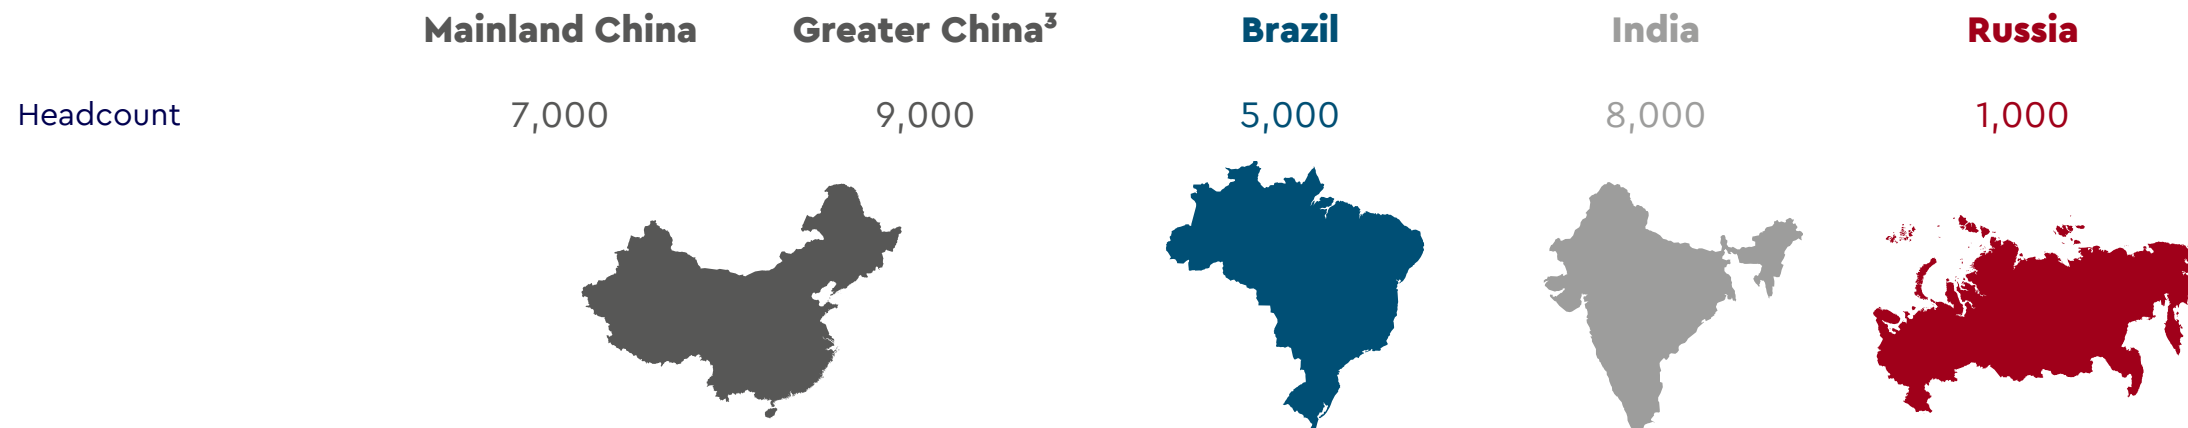 Mainland China Greater China³ Brazil India Russia
Headcount 7,000 9,000 5,000 8,000 1,000